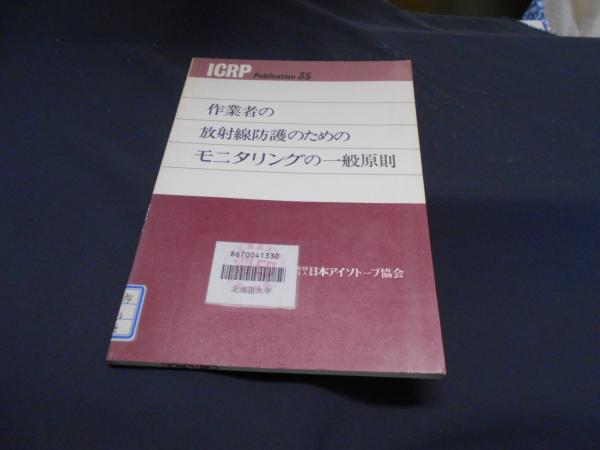 ICRP Publication 35
作業者の
放射線防護のための
モニタリングの一般原則
8670041330
北海道大学
日本アイソトープ協会